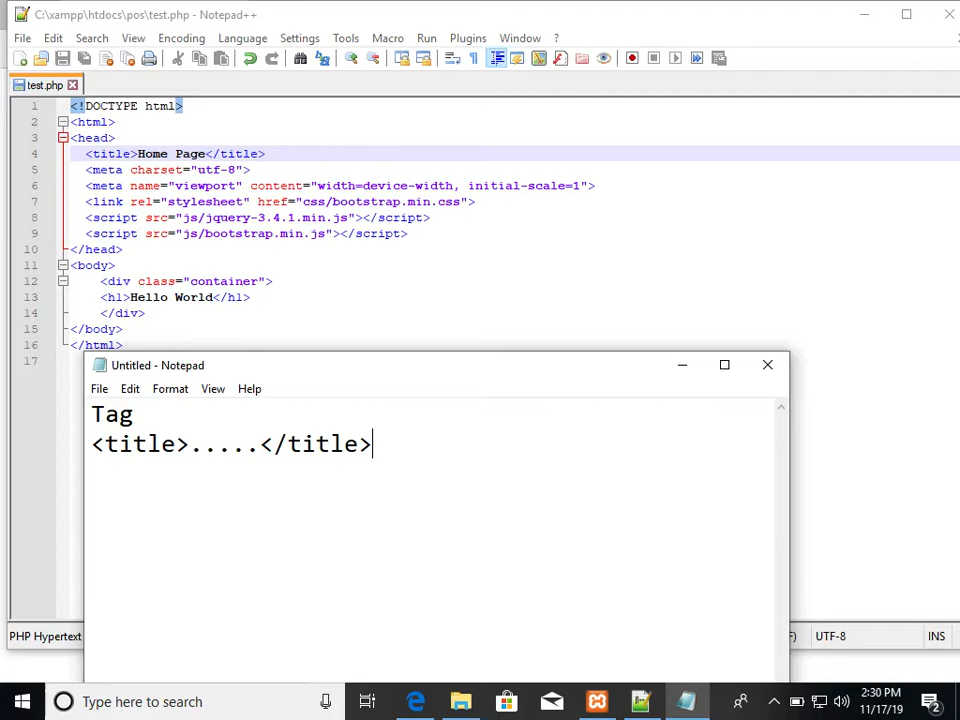 C:\xampp\htdocs\pos\test.php - Notepad++
File Edit Search View Encoding Language Settings Tools Macro Run Plugins Window ?
test.php
1 <!DOCTYPE html>
2 <html>
3 <head>
4 <title>Home Page</title>
5 <meta charset="utf-8">
6 <meta name="viewport" content="width=device-width, initial-scale=1">
7 <link rel="stylesheet" href="css/bootstrap.min.css">
8 <script src="js/jquery-3.4.1.min.js"></script>
9 <script src="js/bootstrap.min.js"></script>
10 </head>
11 <body>
12 <div class="container">
13 <h1>Hello World</h1>
14 </div>
15 </body>
16 </html>
17
Untitled - Notepad
File Edit Format View Help
Tag
<title>.....</title>
PHP Hypertext F) UTF-8 INS
Type here to search
2:30 PM
11/17/19
2